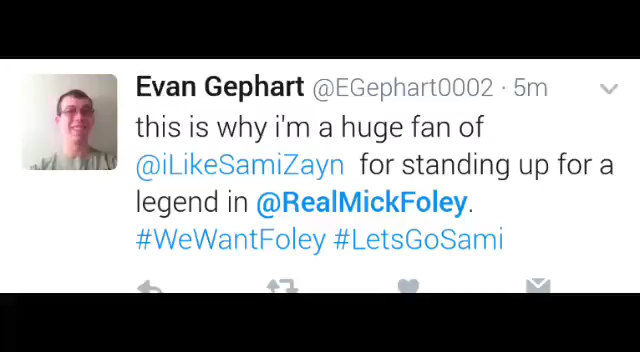 Evan Gephart @EGephart0002 · 5m
this is why i'm a huge fan of
@iLikeSamiZayn for standing up for a
legend in @RealMickFoley.
#WeWantFoley #LetsGoSami